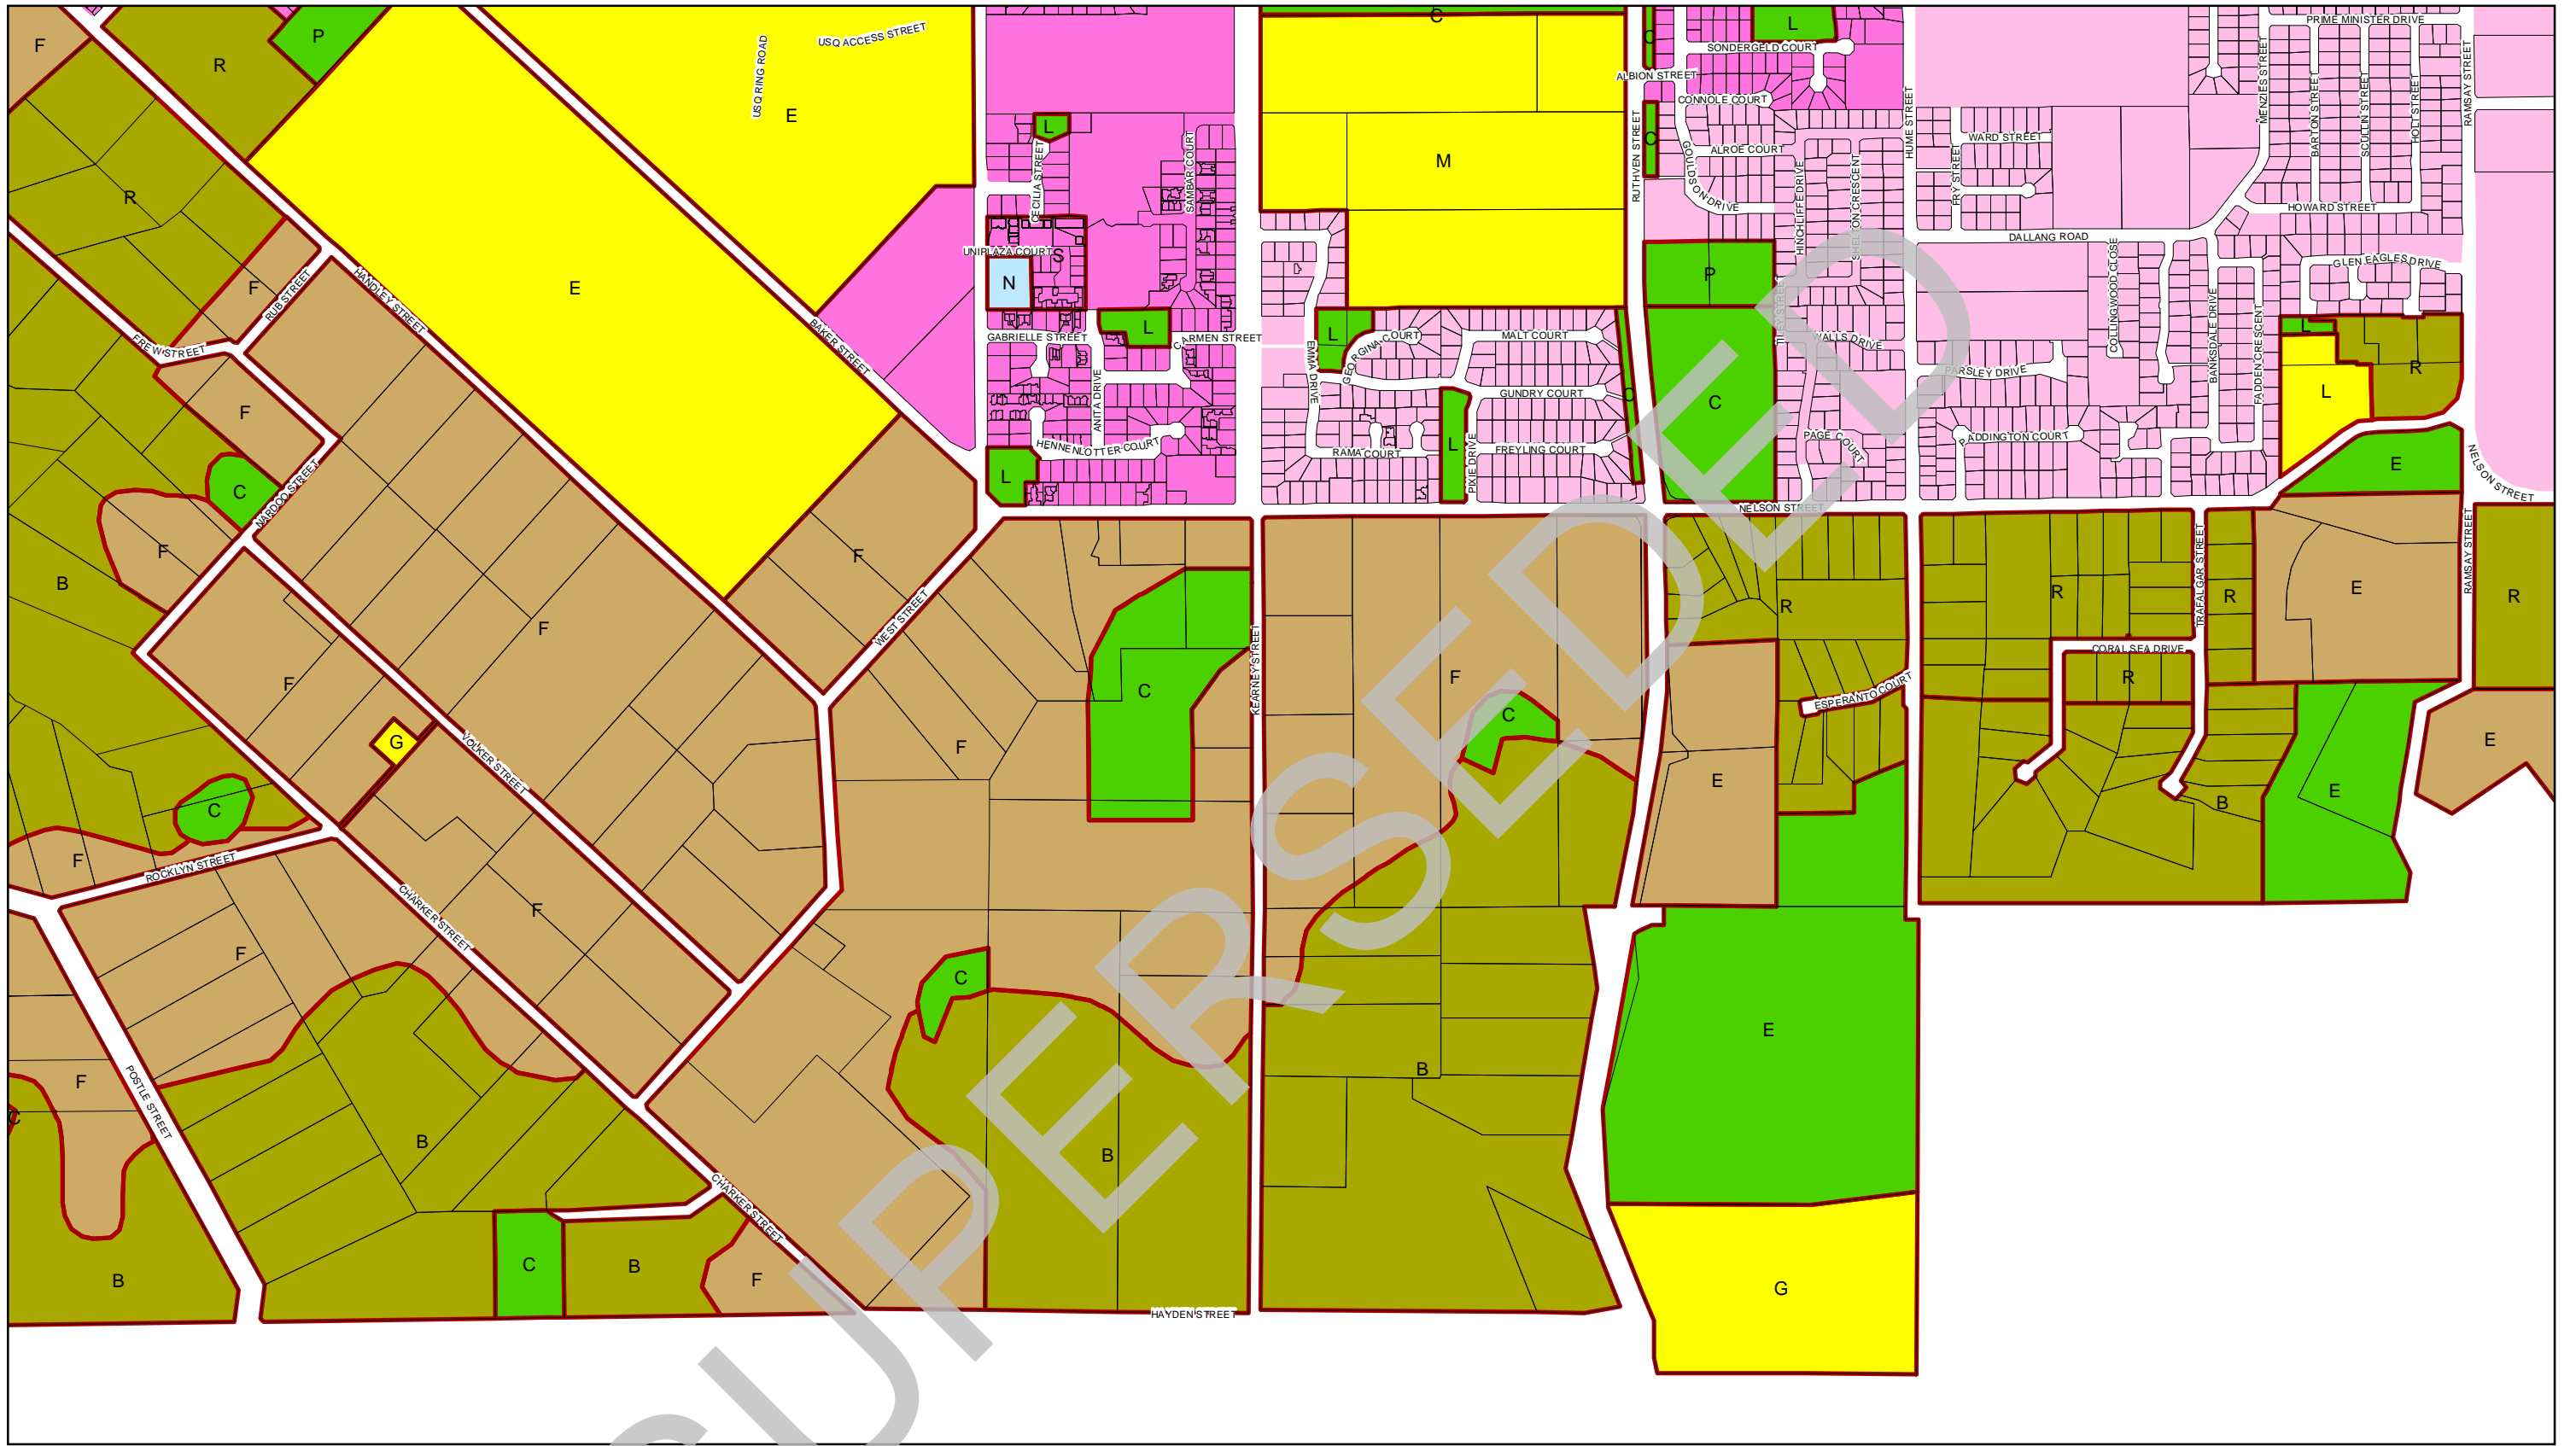 C
PRIME MINISTER DRIVE
F
P
R
USQ ACCESS STREET
USQ RING ROAD
E
L
C
SONDERGELD COURT
ALBION STREET
CONNOLE COURT
HUME STREET
MENZIES STREET
BARTON STREET
SCULLIN STREET
HOLT STREET
RAMSAY STREET
L
CECILIA STREET
SAMBAR COURT
M
RUTHVEN STREET
C
GOULDSON DRIVE
ALROE COURT
HINCHLIFFE DRIVE
SHELTON CRESCENT
WARD STREET
FRY STREET
R
HOWARD STREET
DALLANG ROAD
UNIPLAZA COURT
S
N
P
COLLINGWOOD CLOSE
GLEN EAGLES DRIVE
F
RUB STREET
HANDLEY STREET
E
BAKER STREET
L
L
GABRIELLE STREET
CARMEN STREET
EMMA DRIVE
GEORGINA COURT
MALT COURT
WALLS DRIVE
BANKSDALE DRIVE
FADDEN CRESCENT
L
FREW STREET
ANITA DRIVE
PARSLEY DRIVE
R
L
GUNDRY COURT
C
C
F
HENNENLOTTER COURT
RAMA COURT
L
PIXIE DRIVE
FREYLING COURT
PAGE COURT
PADDINGTON COURT
E
NELSON STREET
L
C
NARDOO STREET
NELSON STREET
F
F
B
WEST STREET
KEARNEY STREET
R
R
TRAFALGAR STREET
R
E
RAMSAY STREET
R
F
CORAL SEA DRIVE
F
C
F
ESPERANTO COURT
R
C
G
VOLKER STREET
F
E
E
E
C
B
F
ROCKLYN STREET
CHARKER STREET
F
F
C
E
F
POSTLE STREET
B
C
B
B
CHARKER STREET
B
C
B
F
G
HAYDEN STREET
SUPERSEDED